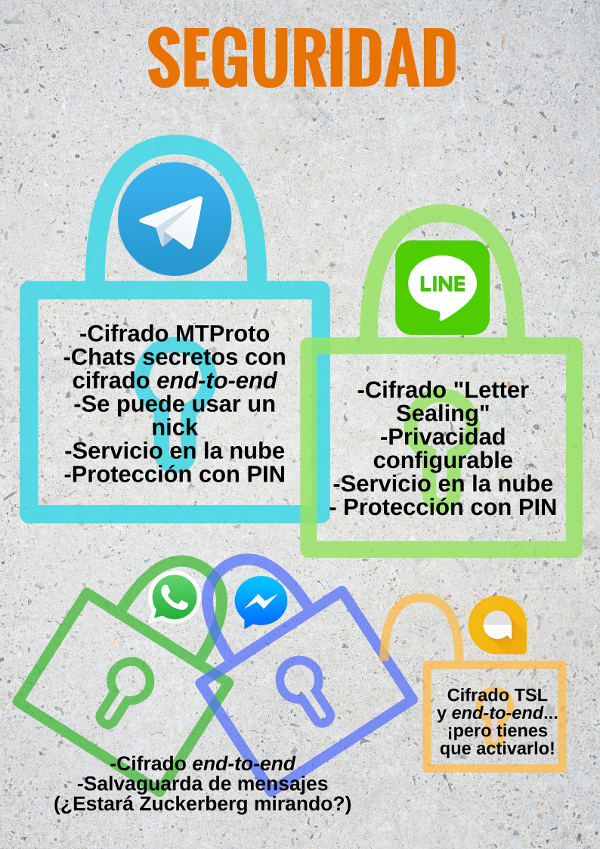 SEGURIDAD
-Cifrado MTProto
-Chats secretos con
cifrado end-to-end
-Se puede usar un
nick
-Servicio en la nube
-Protección con PIN
LINE
-Cifrado "Letter
Sealing"
-Privacidad
configurable
-Servicio en la nube
- Protección con PIN
-Cifrado end-to-end
-Salvaguarda de mensajes
(¿Estará Zuckerberg mirando?)
Cifrado TSL
y end-to-end...
¡pero tienes
que activarlo!